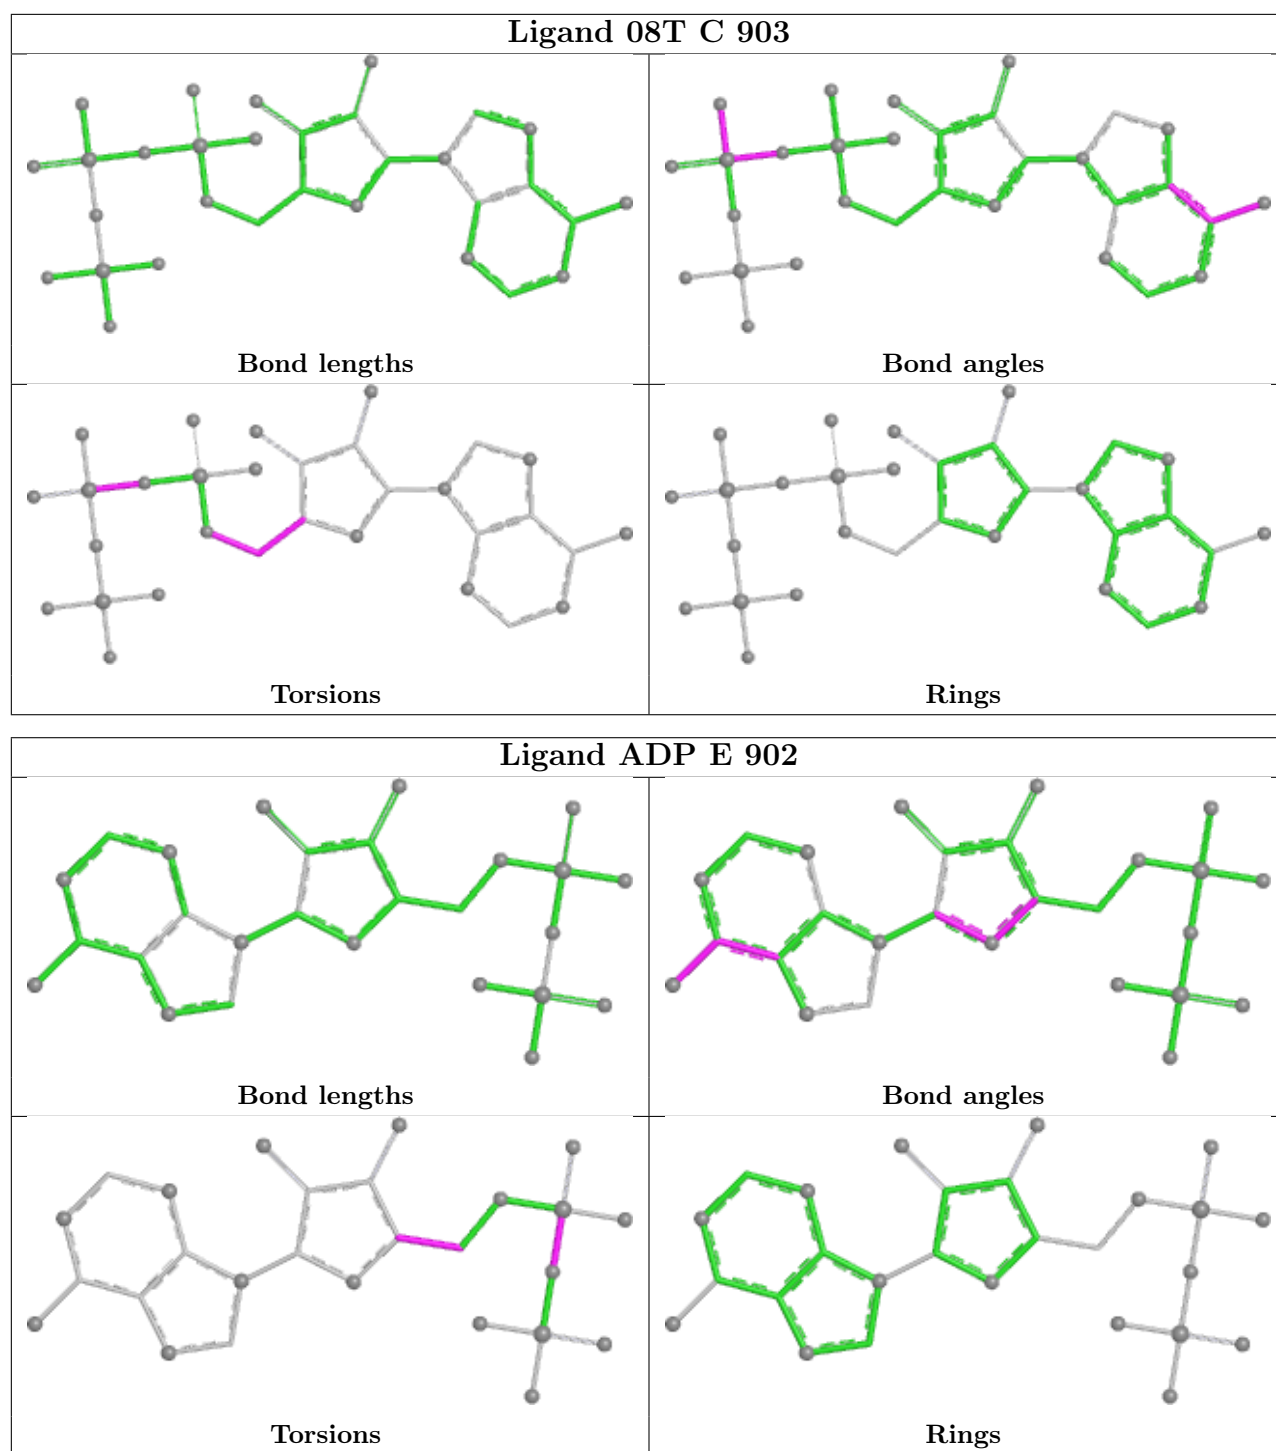 Ligand 08T C 903
Bond lengths
Bond angles
Torsions
Rings
Ligand ADP E 902
Bond lengths
Bond angles
Torsions
Rings